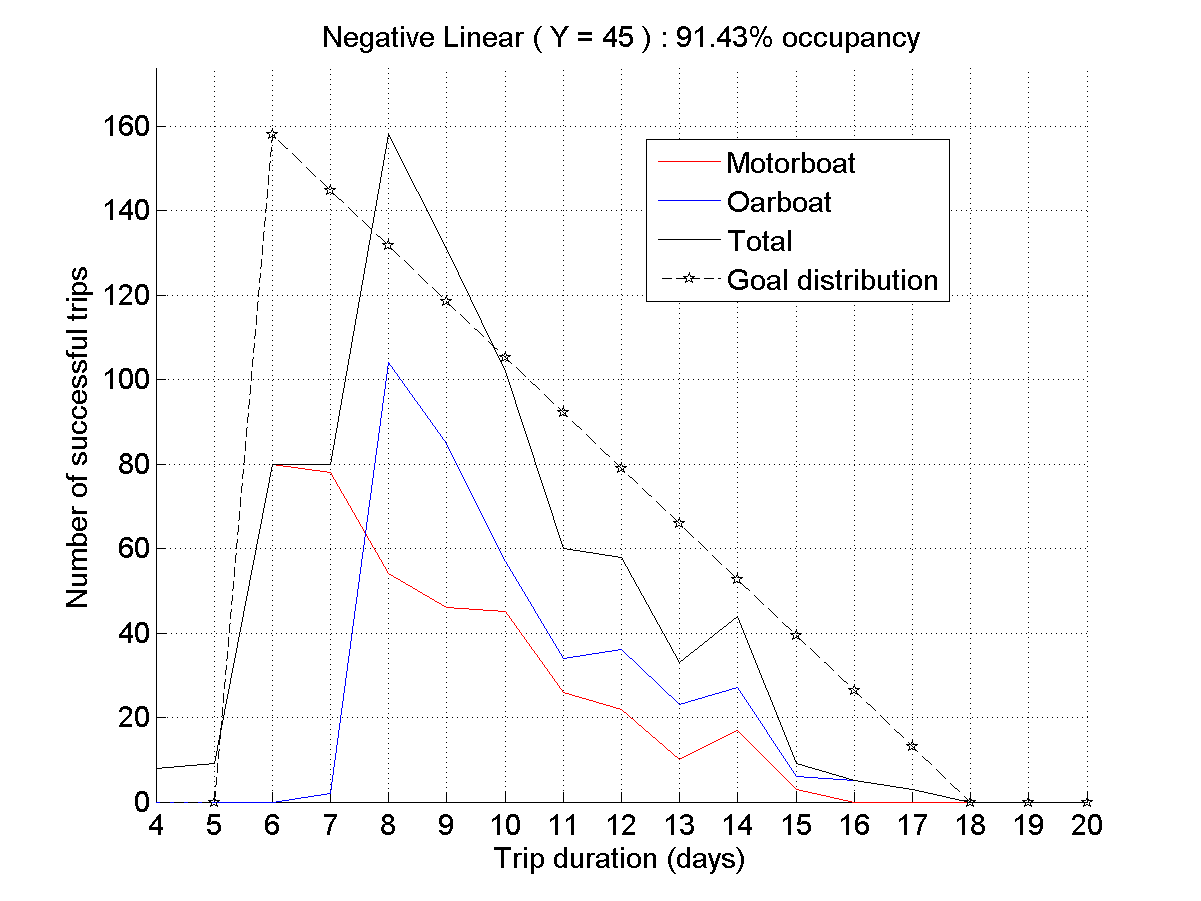 Negative Linear ( Y = 45 ) : 91.43% occupancy
160
140
120
100
80
60
40
20
0
Number of successful trips
Motorboat
Oarboat
Total
Goal distribution
4 5 6 7 8 9 10 11 12 13 14 15 16 17 18 19 20
Trip duration (days)